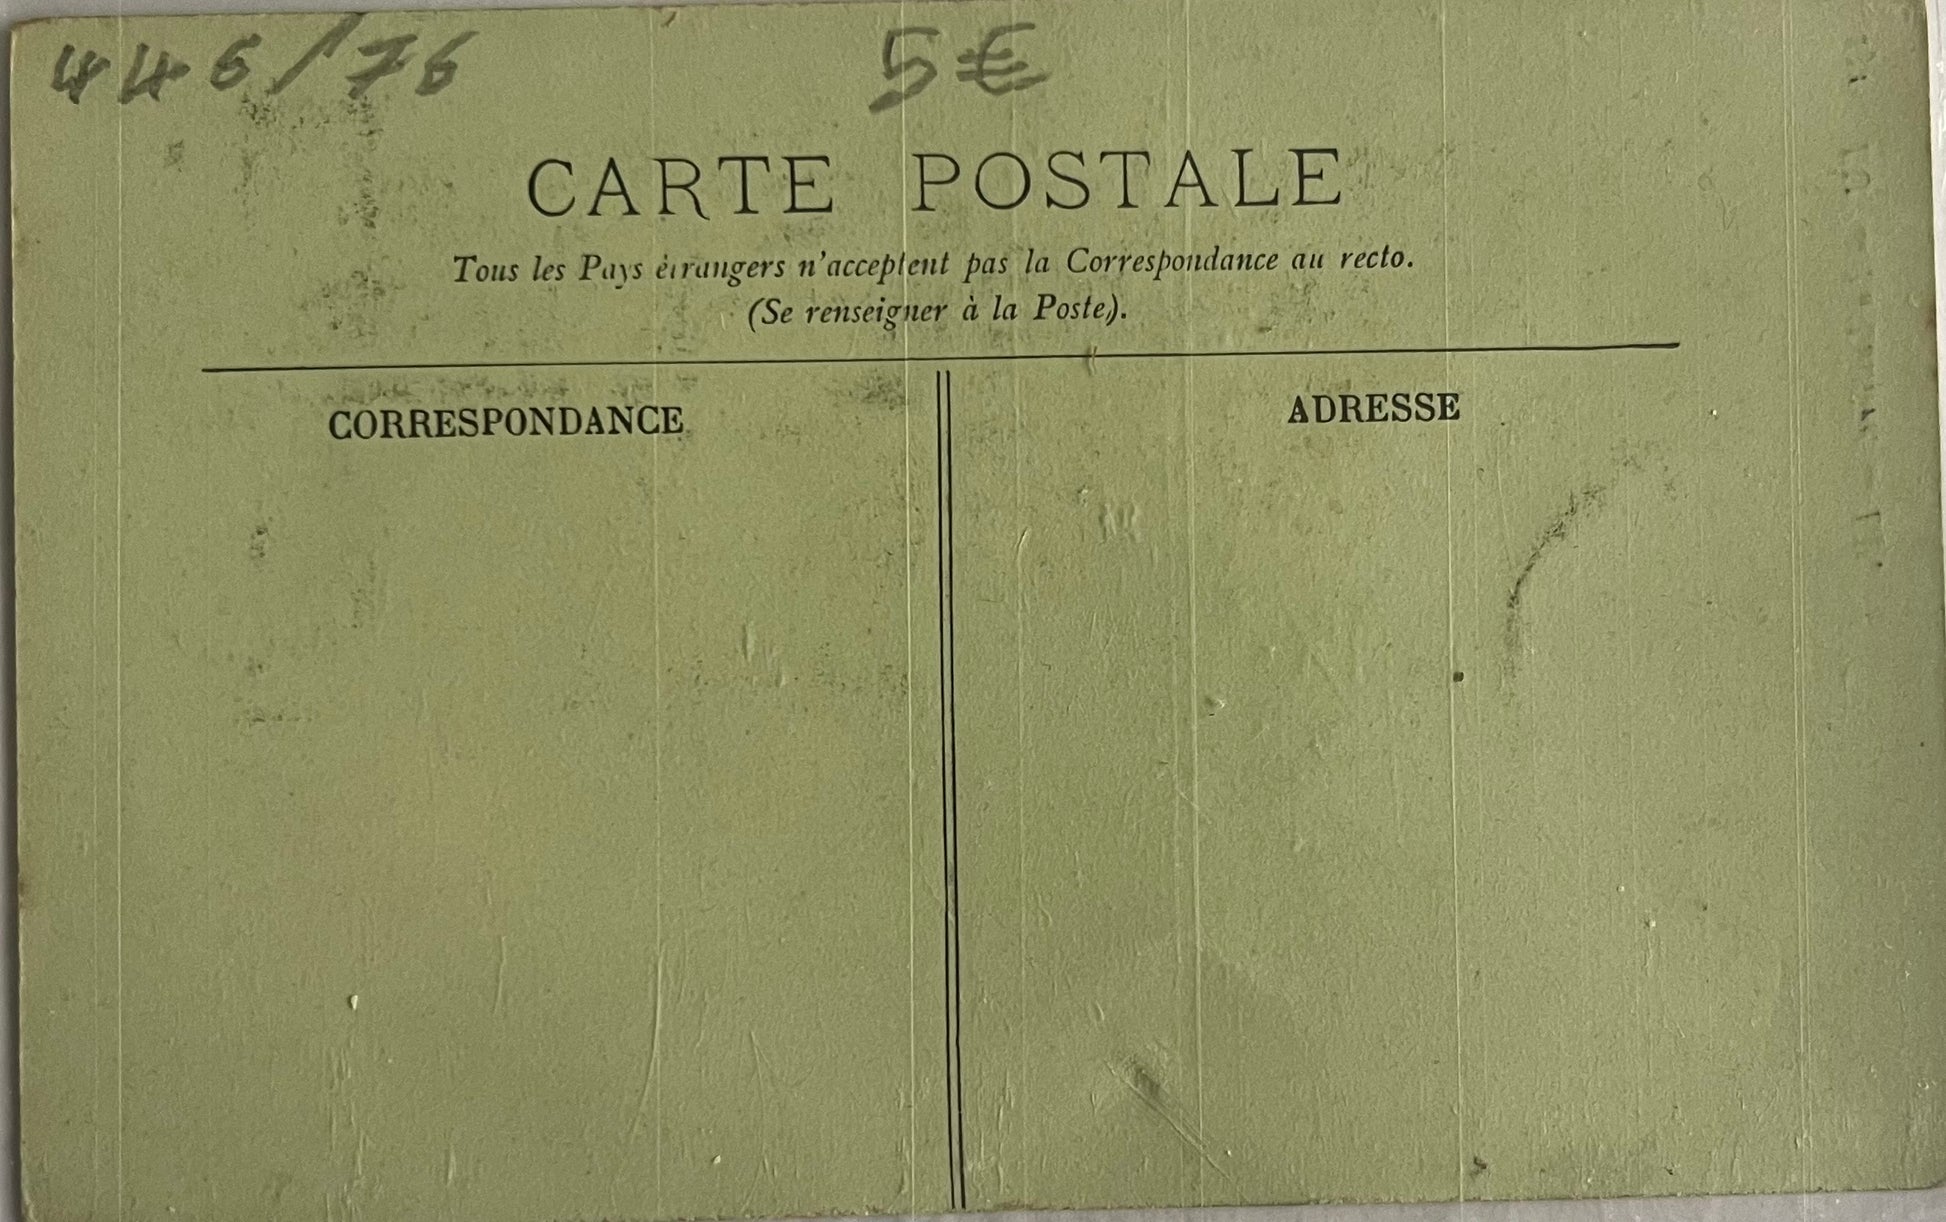 446/76 5€
CARTE POSTALE
Tous les Pays étrangers n'acceptent pas la Correspondance au recto.
(Se renseigner à la Poste).
CORRESPONDANCE ADRESSE